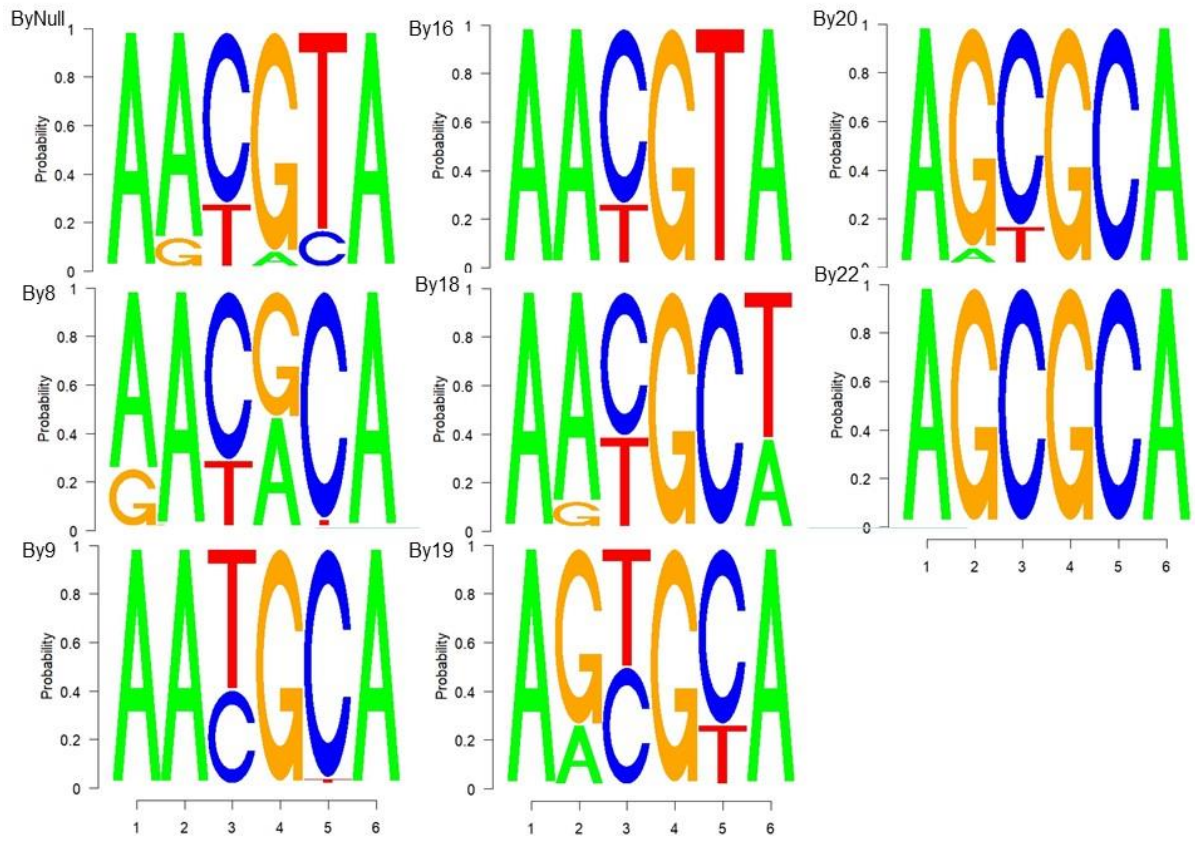 ByNull
Probability
1
0.8
0.6
0.4
0.2
0
A A C G T A
G T A C
By16
Probability
1
0.8
0.6
0.4
0.2
0
A A C G T A
T
By20
Probability
1
0.8
0.6
0.4
0.2
0
A G C G C A
A T
By8
Probability
1
0.8
0.6
0.4
0.2
0
A A C G C A
G T A T
By18
Probability
1
0.8
0.6
0.4
0.2
0
A A C G C T
G T A
By22
Probability
1
0.8
0.6
0.4
0.2
0
A G C G C A
1 2 3 4 5 6
By9
Probability
1
0.8
0.6
0.4
0.2
0
A A T G C A
C T
1 2 3 4 5 6
By19
Probability
1
0.8
0.6
0.4
0.2
0
A G T G C A
A C T
1 2 3 4 5 6